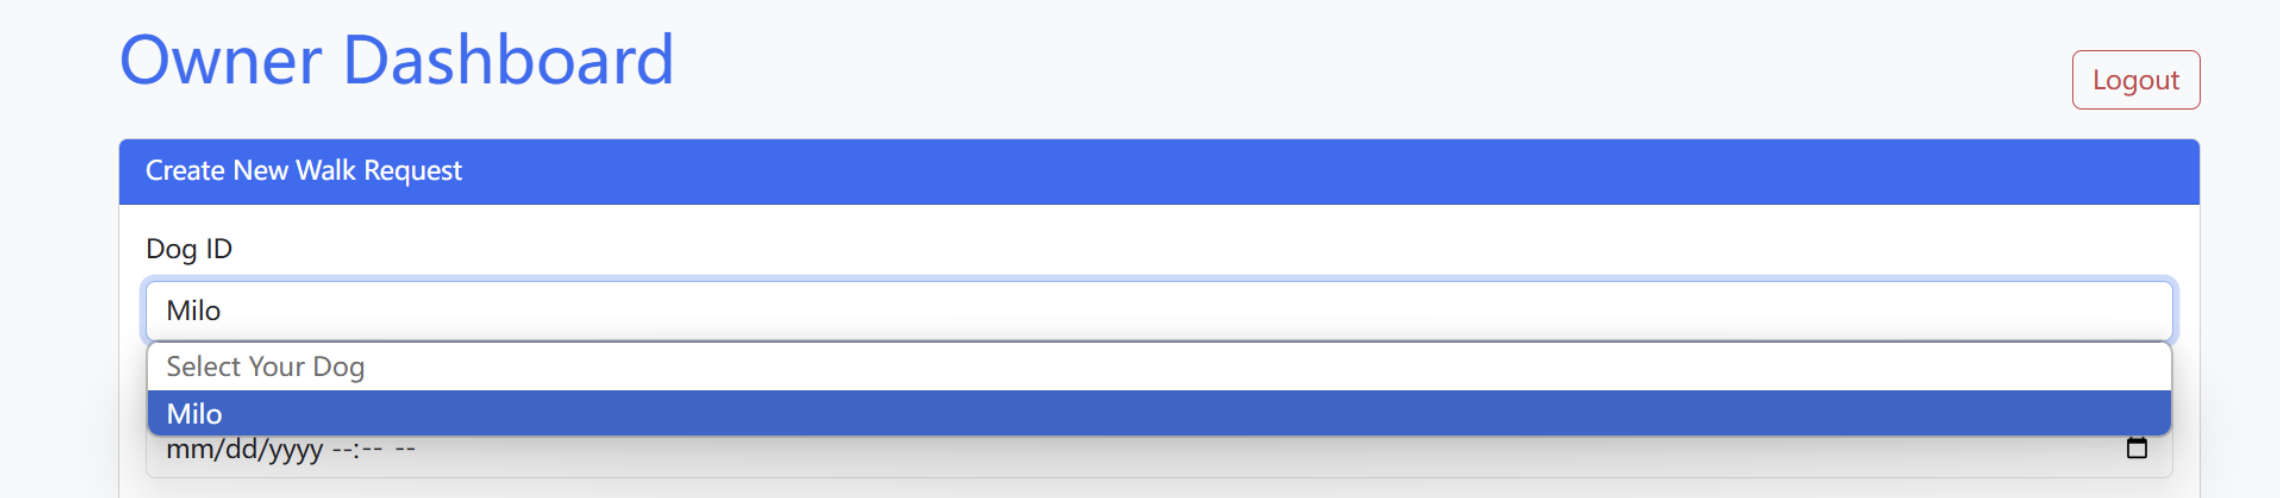 Owner Dashboard
Logout
Create New Walk Request
Dog ID
Milo
Select Your Dog
Milo
mm/dd/yyyy --:-- --